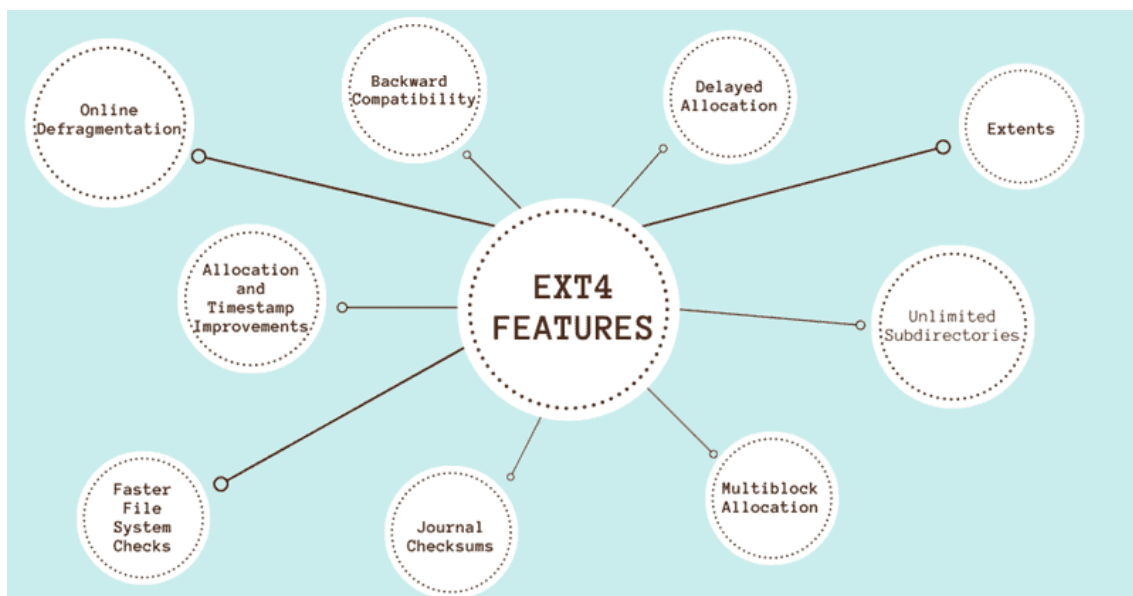 Online
Defragmentation
Backward
Compatibility
Delayed
Allocation
Extents
Allocation
and
Timestamp
Improvements
EXT4
FEATURES
Unlimited
Subdirectories
Faster
File
System
Checks
Journal
Checksums
Multiblock
Allocation